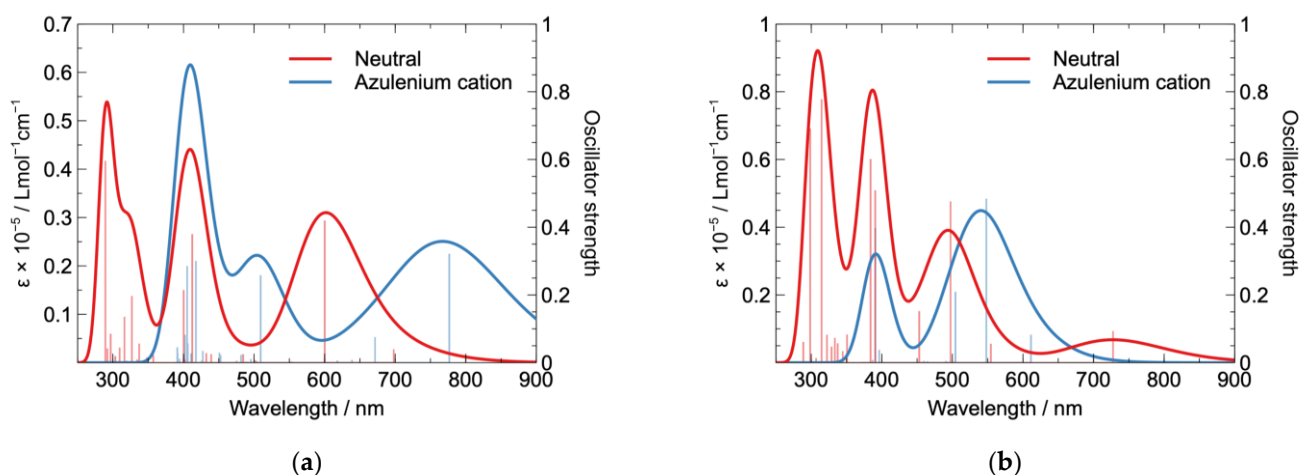 0.7
0.6
0.5
0.4
0.3
0.2
0.1
1
0.8
0.6
0.4
0.2
0
300 400 500 600 700 800 900
Wavelength / nm
ε × 10⁻⁵ / Lmol⁻¹cm⁻¹
Oscillator strength
Neutral
Azulenium cation
(a)
1
0.8
0.6
0.4
0.2
1
0.8
0.6
0.4
0.2
0
300 400 500 600 700 800 900
Wavelength / nm
ε × 10⁻⁵ / Lmol⁻¹cm⁻¹
Oscillator strength
Neutral
Azulenium cation
(b)